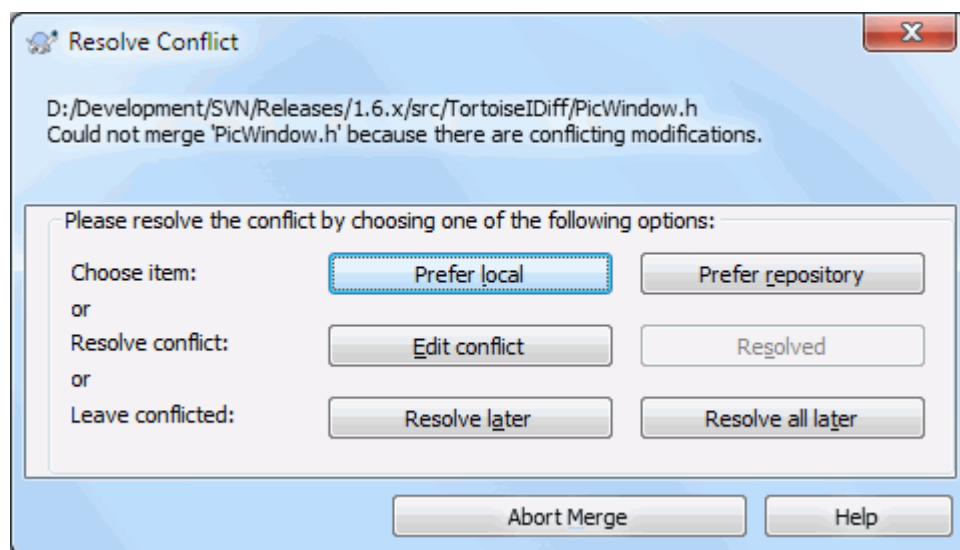 Resolve Conflict
D:/Development/SVN/Releases/1.6.x/src/TortoiseIDiff/PicWindow.h
Could not merge 'PicWindow.h' because there are conflicting modifications.
Please resolve the conflict by choosing one of the following options:
Choose item: Prefer local Prefer repository
or
Resolve conflict: Edit conflict Resolved
or
Leave conflicted: Resolve later Resolve all later
Abort Merge Help